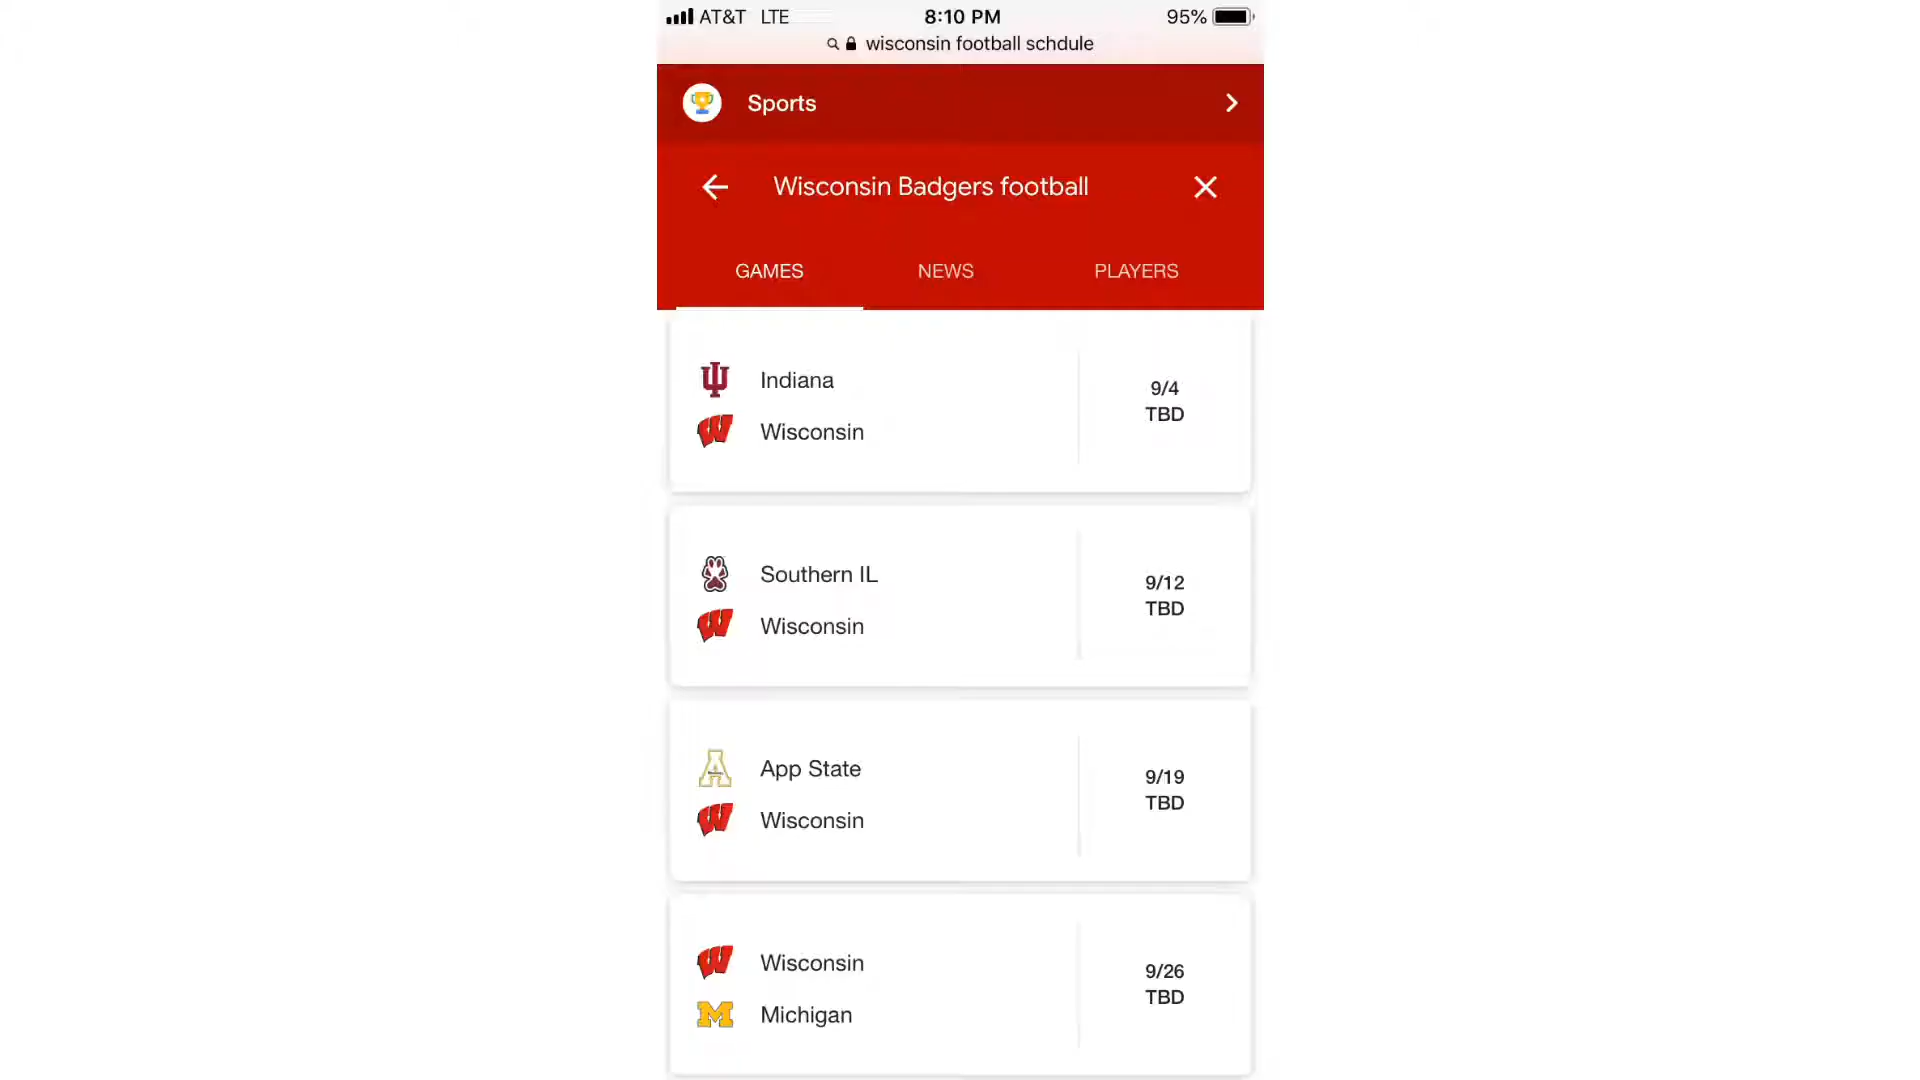 AT&T LTE 8:10 PM 95%
wisconsin football schdule
Sports
Wisconsin Badgers football
GAMES NEWS PLAYERS
Indiana
Wisconsin
9/4
TBD
Southern IL
Wisconsin
9/12
TBD
App State
Wisconsin
9/19
TBD
Wisconsin
Michigan
9/26
TBD